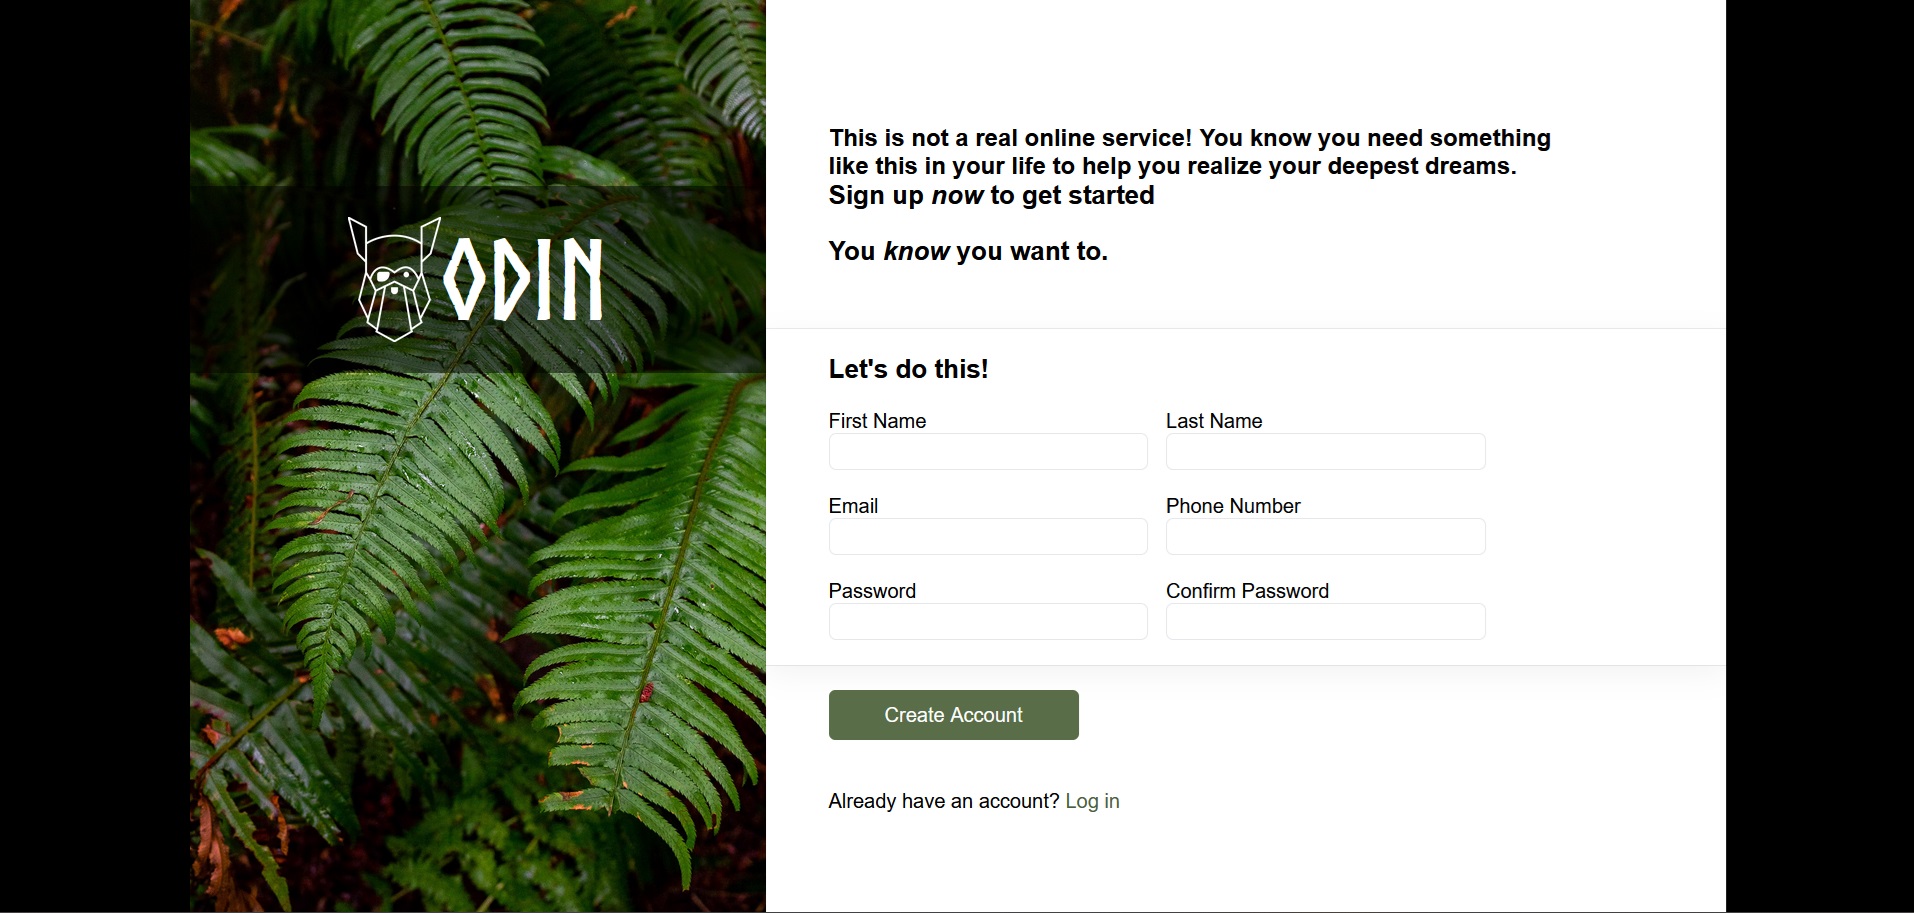 ODIN
This is not a real online service! You know you need something
like this in your life to help you realize your deepest dreams.
Sign up now to get started
You know you want to.
Let's do this!
First Name
Last Name
Email
Phone Number
Password
Confirm Password
Create Account
Already have an account? Log in